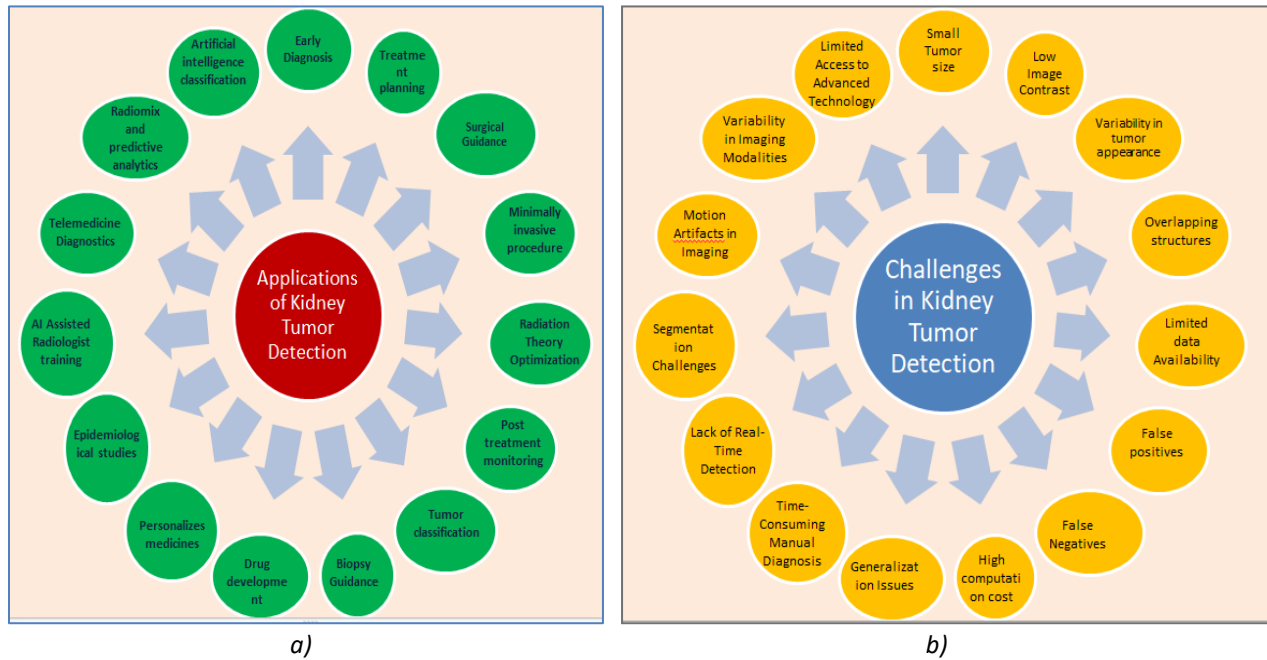 Applications
of Kidney
Tumor
Detection
Early
Diagnosis
Treatme
nt
planning
Surgical
Guidance
Minimally
invasive
procedure
Radiation
Theory
Optimization
Post
treatment
monitoring
Tumor
classification
Biopsy
Guidance
Drug
developme
nt
Personalizes
medicines
Epidemiolog
ical studies
AI Assisted
Radiologist
training
Telemedicine
Diagnostics
Radiomix
and
predictive
analytics
Artificial
intelligence
classification
a)
Challenges
in Kidney
Tumor
Detection
Small
Tumor
size
Low
Image
Contrast
Variability in
tumor
appearance
Overlapping
structures
Limited
data
Availability
False
positives
False
Negatives
High
computati
on cost
Generalizat
ion Issues
Time-
Consuming
Manual
Diagnosis
Lack of Real-
Time
Detection
Segmentat
ion
Challenges
Motion
Artifacts in
Imaging
Variability
in Imaging
Modalities
Limited
Access to
Advanced
Technology
b)